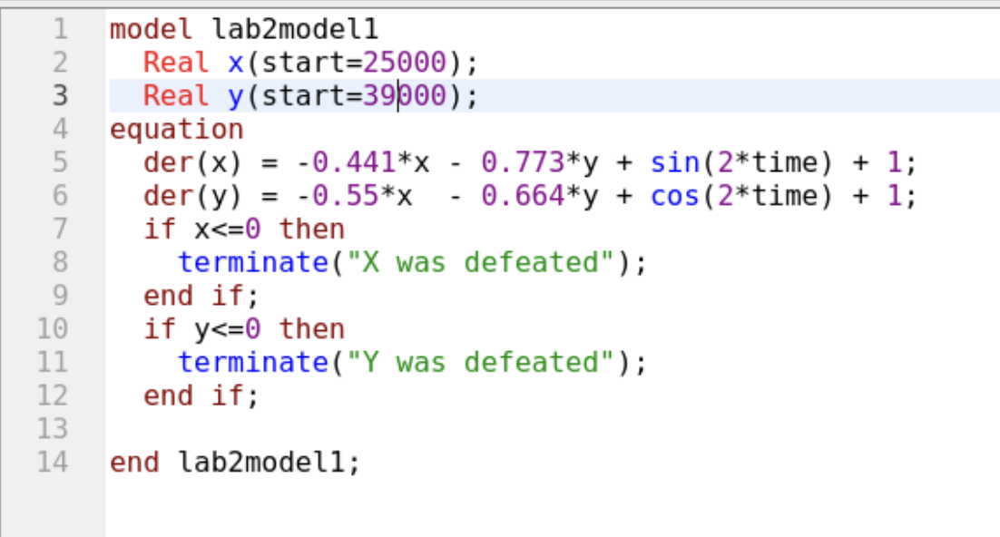 1 model lab2model1
2   Real x(start=25000);
3   Real y(start=39000);
4 equation
5   der(x) = -0.441*x - 0.773*y + sin(2*time) + 1;
6   der(y) = -0.55*x  - 0.664*y + cos(2*time) + 1;
7   if x<=0 then
8     terminate("X was defeated");
9   end if;
10   if y<=0 then
11     terminate("Y was defeated");
12   end if;
13
14 end lab2model1;